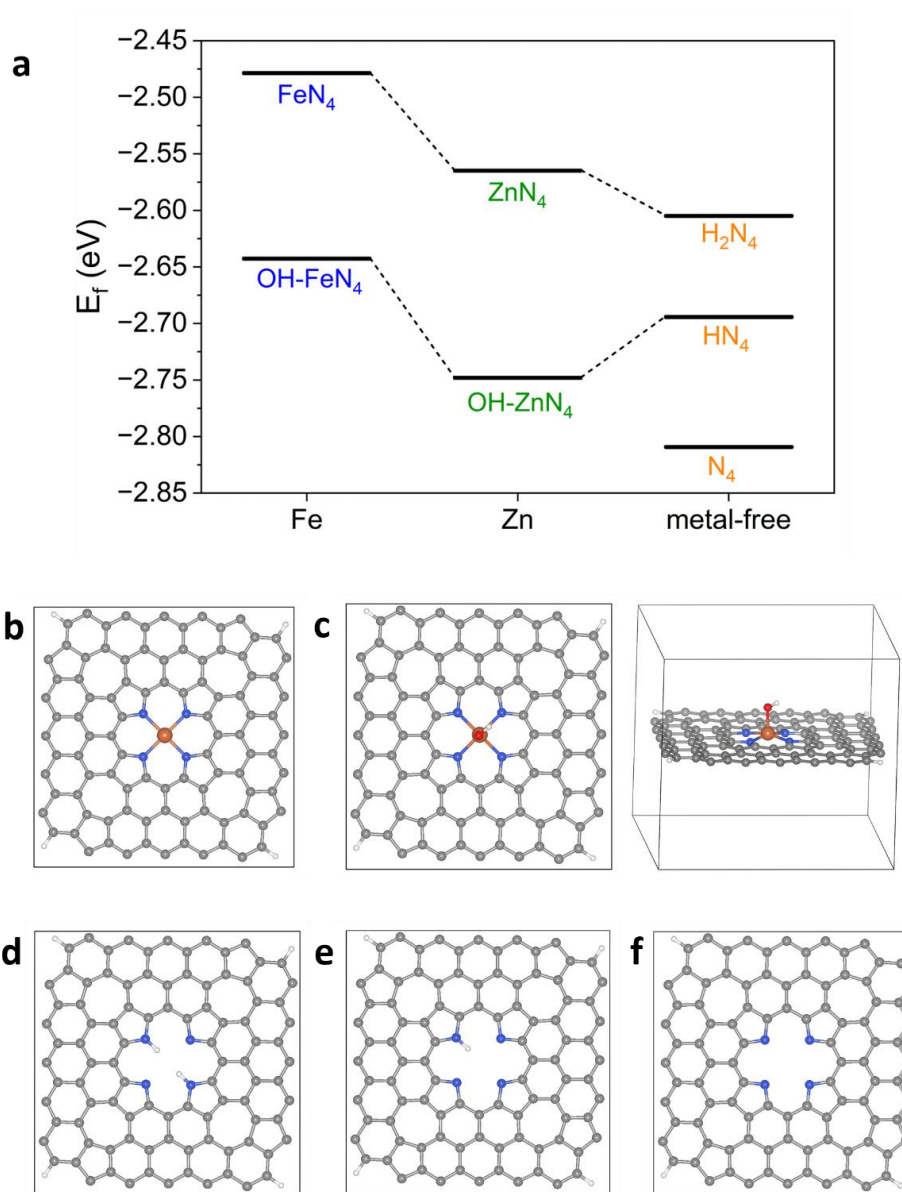 a
−2.45
−2.50
−2.55
−2.60
−2.65
−2.70
−2.75
−2.80
−2.85
E_f (eV)
FeN₄
ZnN₄
H₂N₄
OH-FeN₄
HN₄
OH-ZnN₄
N₄
Fe Zn metal-free
b c
d e f